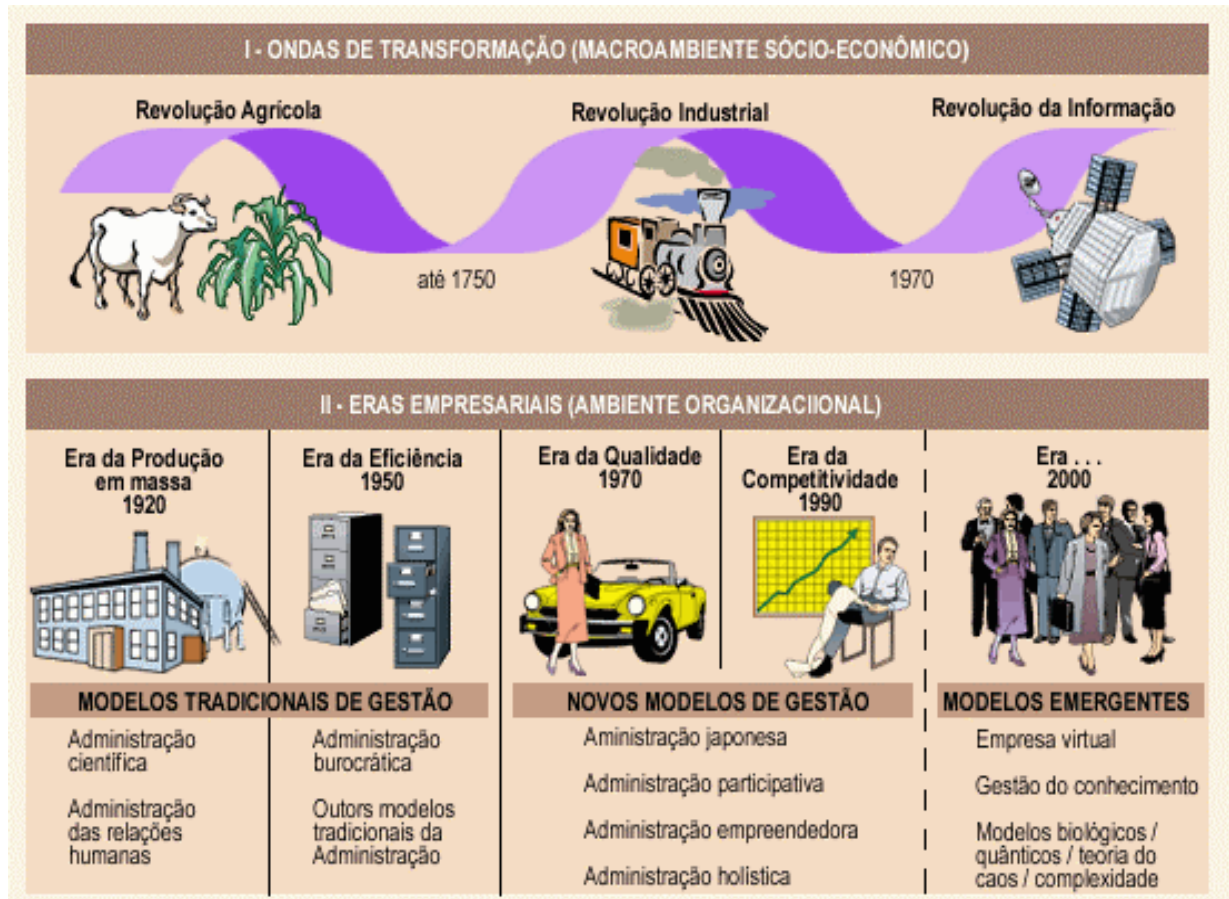 I - ONDAS DE TRANSFORMAÇÃO (MACROAMBIENTE SÓCIO-ECONÔMICO)
Revolução Agrícola
Revolução Industrial
Revolução da Informação
até 1750
1970
II - ERAS EMPRESARIAIS (AMBIENTE ORGANIZACIIONAL)
Era da Produção
em massa
1920
Era da Eficiência
1950
Era da Qualidade
1970
Era da
Competitividade
1990
Era . . .
2000
MODELOS TRADICIONAIS DE GESTÃO
NOVOS MODELOS DE GESTÃO
MODELOS EMERGENTES
Administração
científica
Administração
das relações
humanas
Administração
burocrática
Outors modelos
tradicionais da
Administração
Aministração japonesa
Administração participativa
Administração empreendedora
Administração holistica
Empresa virtual
Gestão do conhecimento
Modelos biológicos /
quânticos / teoria do
caos / complexidade